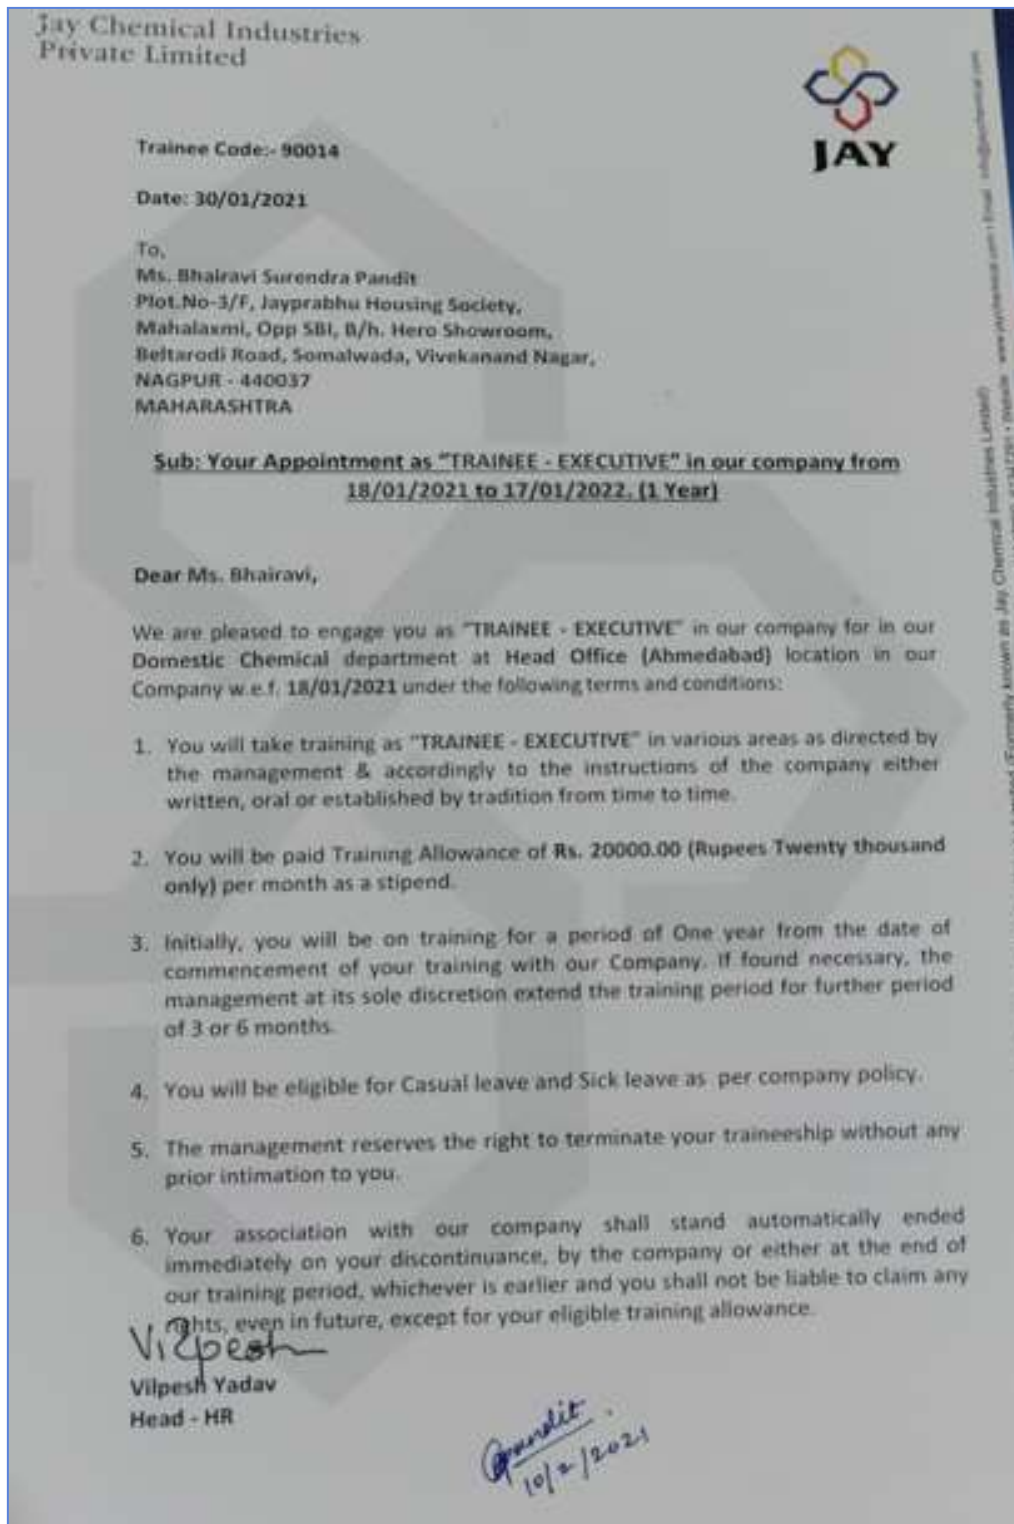 Jay Chemical Industries
Private Limited
JAY
Trainee Code:- 90014
Date: 30/01/2021
To,
Ms. Bhairavi Surendra Pandit
Plot.No-3/F, Jayprabhu Housing Society,
Mahalaxmi, Opp SBI, B/h. Hero Showroom,
Beltarodi Road, Somalwada, Vivekanand Nagar,
NAGPUR - 440037
MAHARASHTRA
Sub: Your Appointment as "TRAINEE - EXECUTIVE" in our company from
18/01/2021 to 17/01/2022. (1 Year)
Dear Ms. Bhairavi,
We are pleased to engage you as "TRAINEE - EXECUTIVE" in our company for in our
Domestic Chemical department at Head Office (Ahmedabad) location in our
Company w.e.f. 18/01/2021 under the following terms and conditions:
1. You will take training as "TRAINEE - EXECUTIVE" in various areas as directed by
the management & accordingly to the instructions of the company either
written, oral or established by tradition from time to time.
2. You will be paid Training Allowance of Rs. 20000.00 (Rupees Twenty thousand
only) per month as a stipend.
3. Initially, you will be on training for a period of One year from the date of
commencement of your training with our Company. If found necessary, the
management at its sole discretion extend the training period for further period
of 3 or 6 months.
4. You will be eligible for Casual leave and Sick leave as per company policy.
5. The management reserves the right to terminate your traineeship without any
prior intimation to you.
6. Your association with our company shall stand automatically ended
immediately on your discontinuance, by the company or either at the end of
our training period, whichever is earlier and you shall not be liable to claim any
rights, even in future, except for your eligible training allowance.
Vilpesh
Vilpesh Yadav
Head - HR
Pandit
10/2/2021
(Formerly known as Jay Chemical Industries Limited)